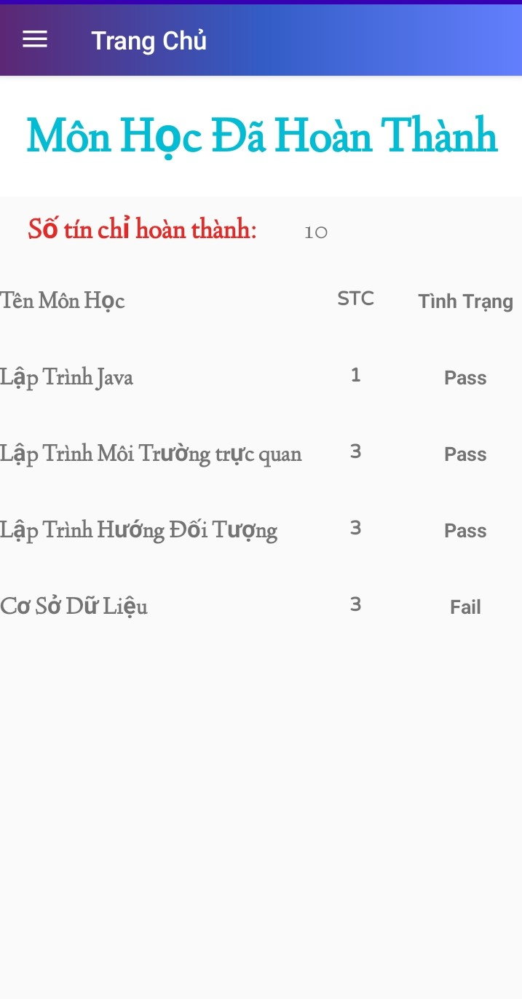 Trang Chủ
Môn Học Đã Hoàn Thành
Số tín chỉ hoàn thành: 10
Tên Môn Học STC Tình Trạng
Lập Trình Java 1 Pass
Lập Trình Môi Trường trực quan 3 Pass
Lập Trình Hướng Đối Tượng 3 Pass
Cơ Sở Dữ Liệu 3 Fail